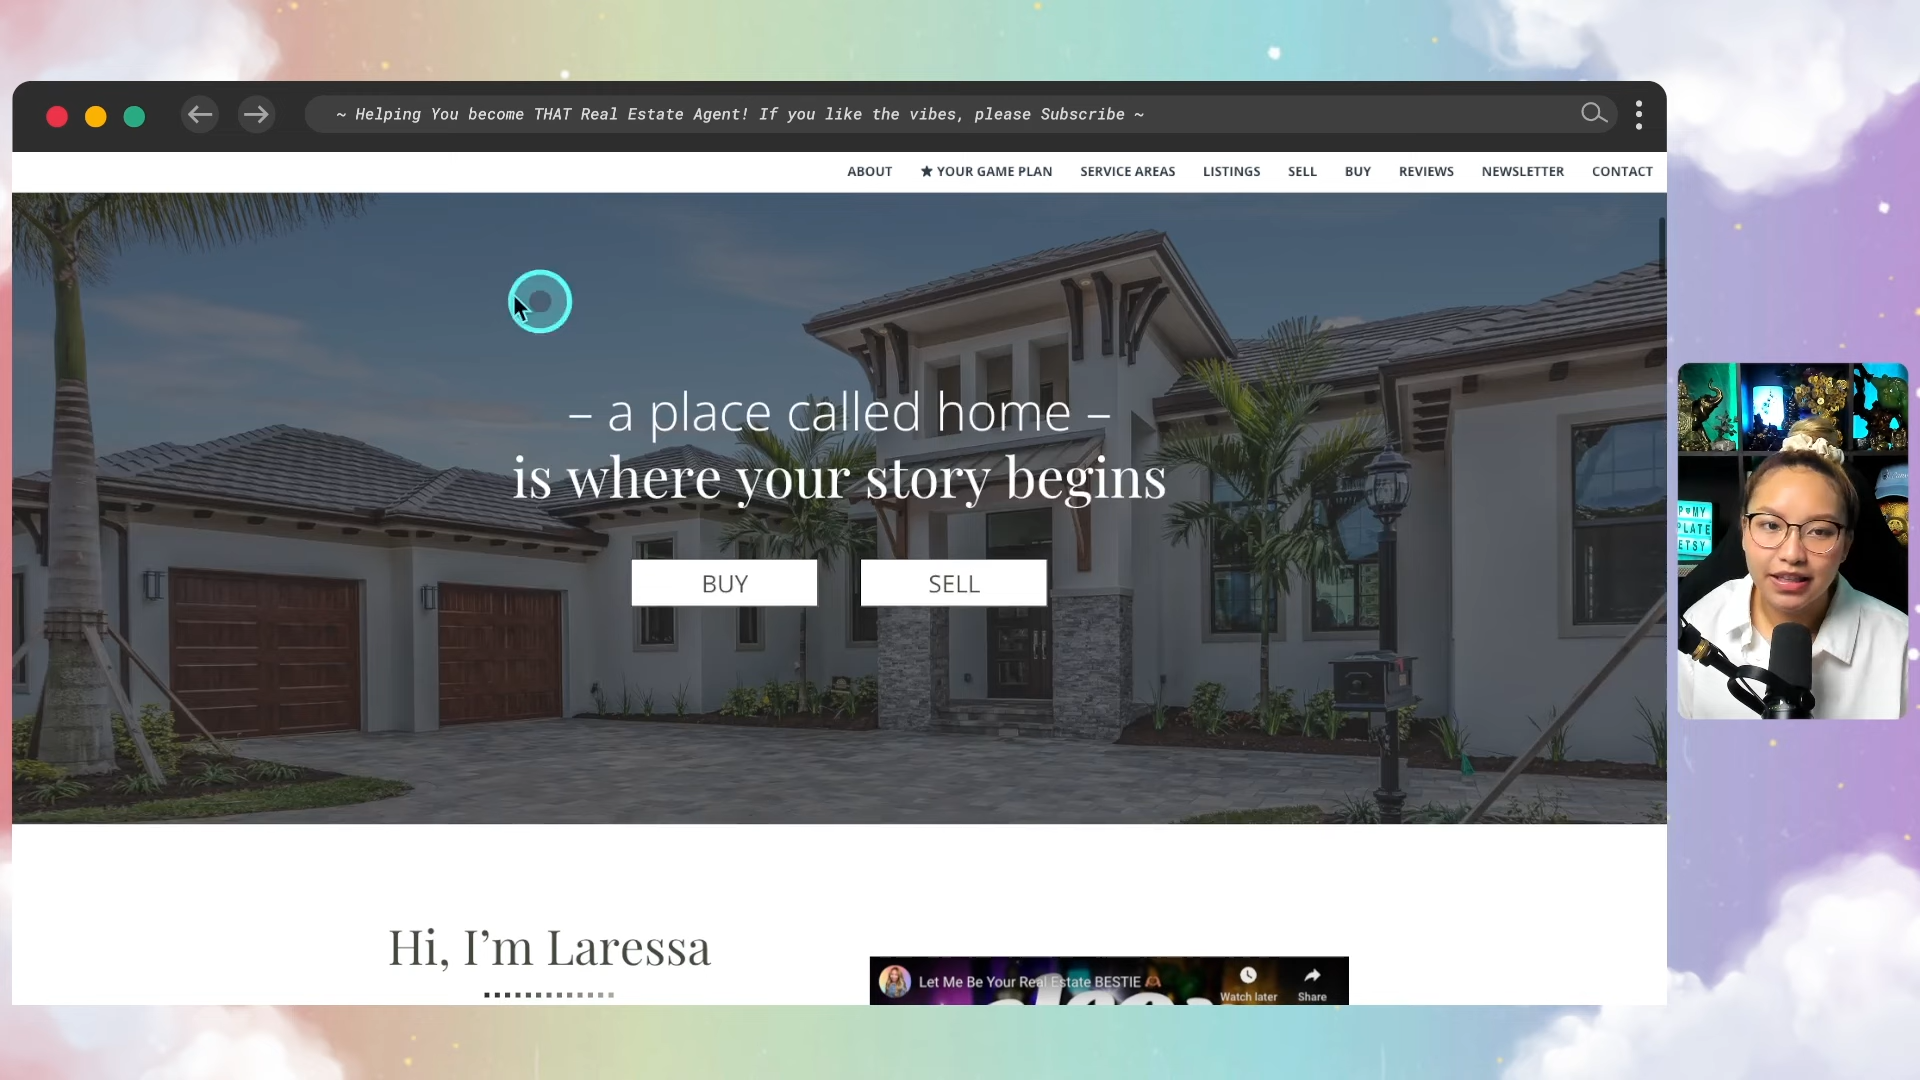 ~ Helping You become THAT Real Estate Agent! If you like the vibes, please Subscribe ~
ABOUT ★ YOUR GAME PLAN SERVICE AREAS LISTINGS SELL BUY REVIEWS NEWSLETTER CONTACT
– a place called home –
is where your story begins
BUY SELL
Hi, I’m Laressa
Let Me Be Your Real Estate BESTIE
Watch later Share
PLATE
ETSY